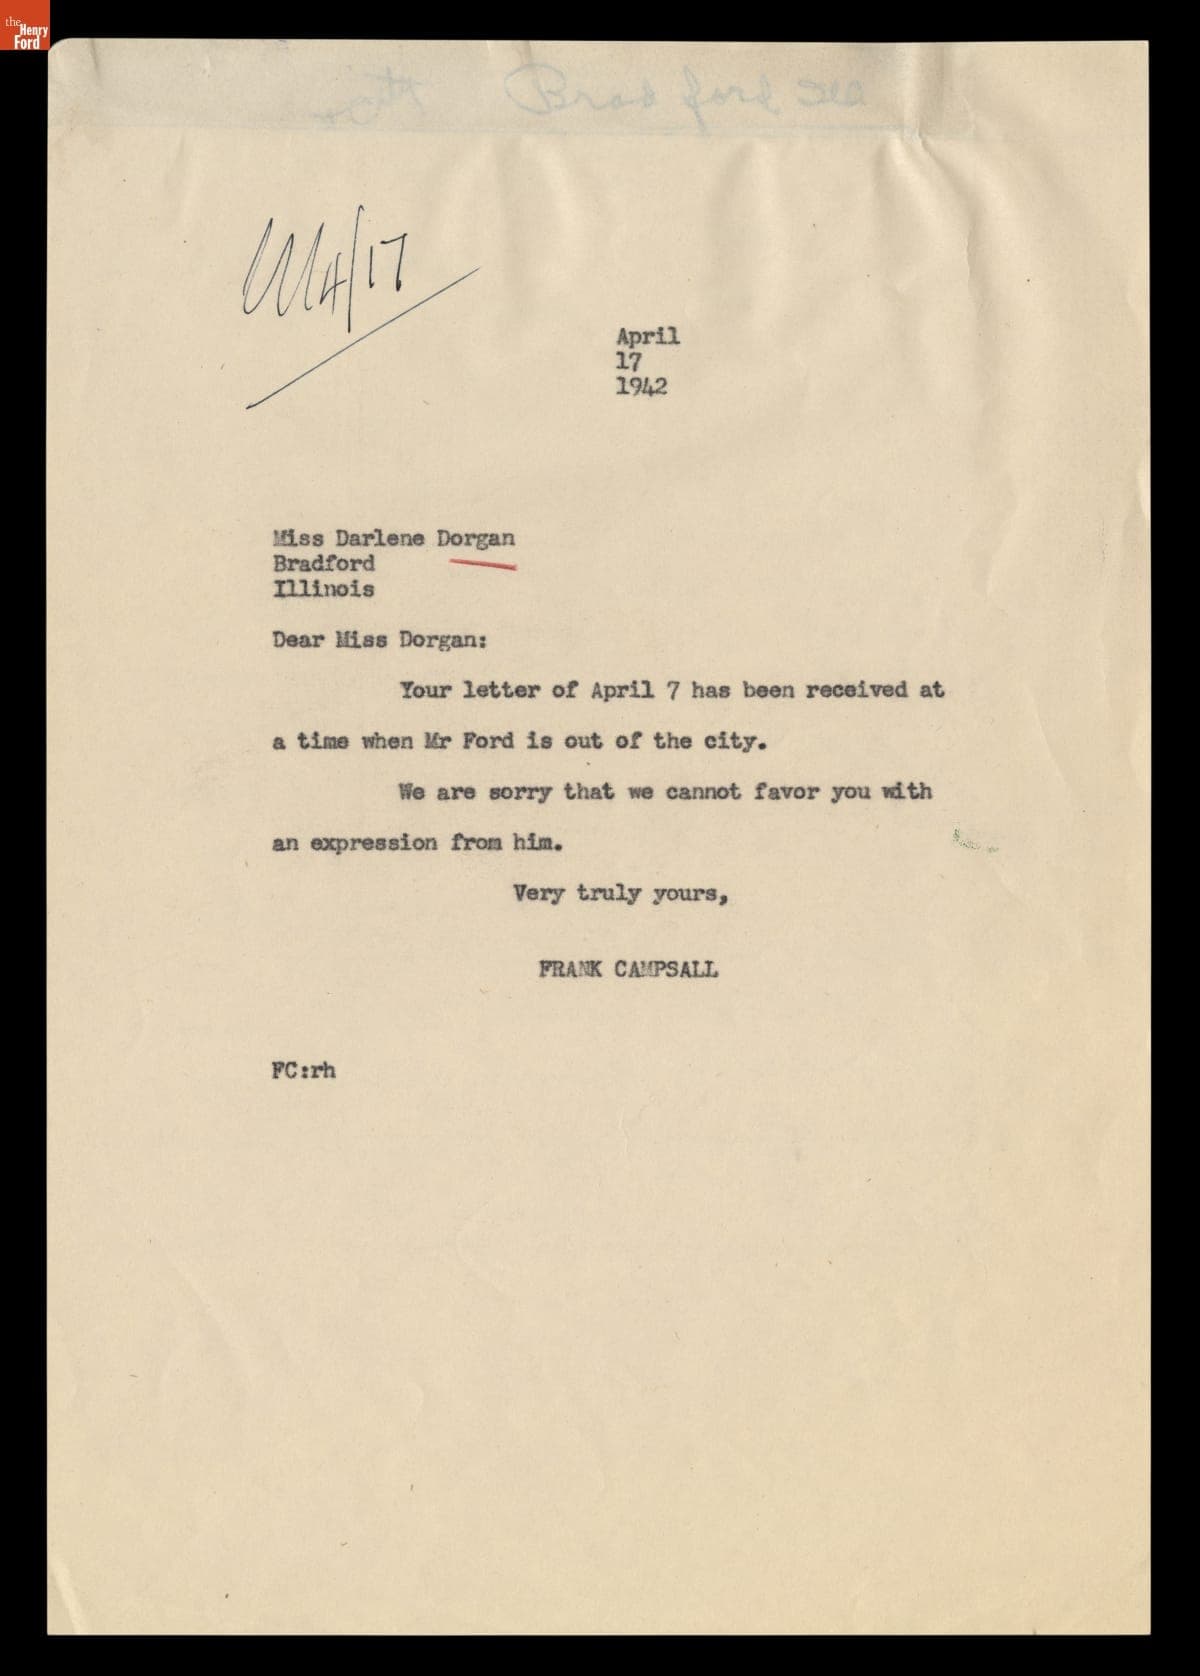 the
Henry
Ford
Bradford
4/17
April
17
1942
Miss Darlene Dorgan
Bradford
Illinois
Dear Miss Dorgan:
Your letter of April 7 has been received at
a time when Mr Ford is out of the city.
We are sorry that we cannot favor you with
an expression from him.
Very truly yours,
FRANK CAMPSALL
FC:rh